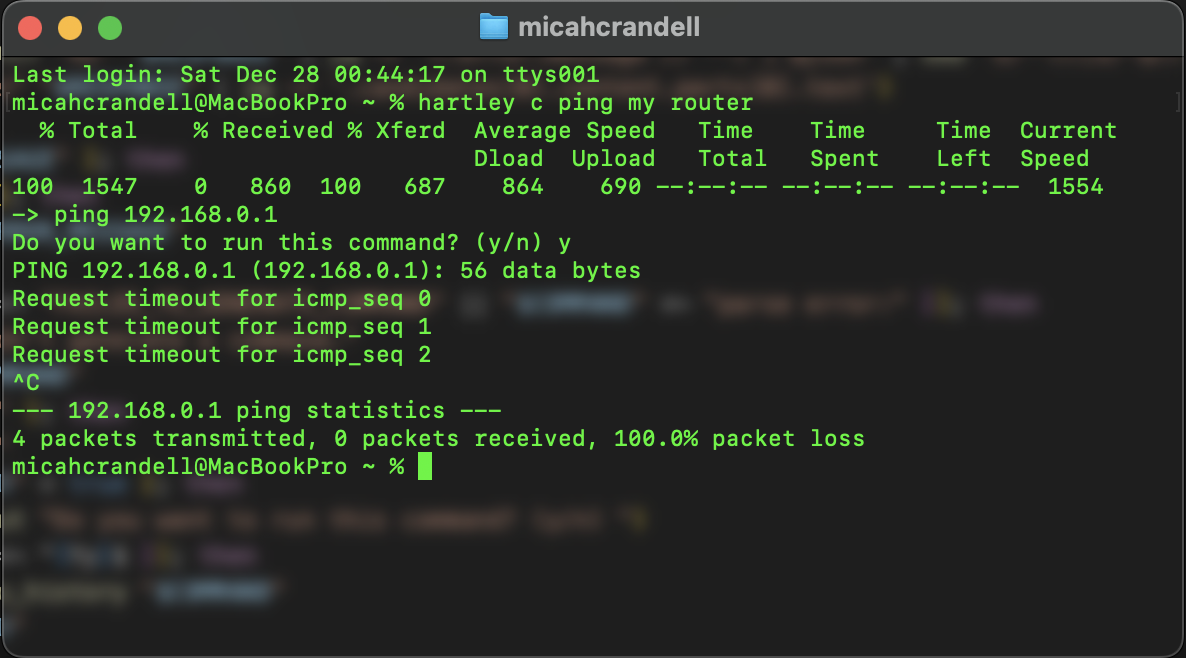 micahcrandell
Last login: Sat Dec 28 00:44:17 on ttys001
micahcrandell@MacBookPro ~ % hartley c ping my router
  % Total    % Received % Xferd  Average Speed   Time    Time     Time  Current
                                 Dload  Upload   Total   Spent    Left  Speed
100  1547    0   860  100   687    864    690 --:--:-- --:--:-- --:--:--  1554
-> ping 192.168.0.1
Do you want to run this command? (y/n) y
PING 192.168.0.1 (192.168.0.1): 56 data bytes
Request timeout for icmp_seq 0
Request timeout for icmp_seq 1
Request timeout for icmp_seq 2
^C
--- 192.168.0.1 ping statistics ---
4 packets transmitted, 0 packets received, 100.0% packet loss
micahcrandell@MacBookPro ~ %